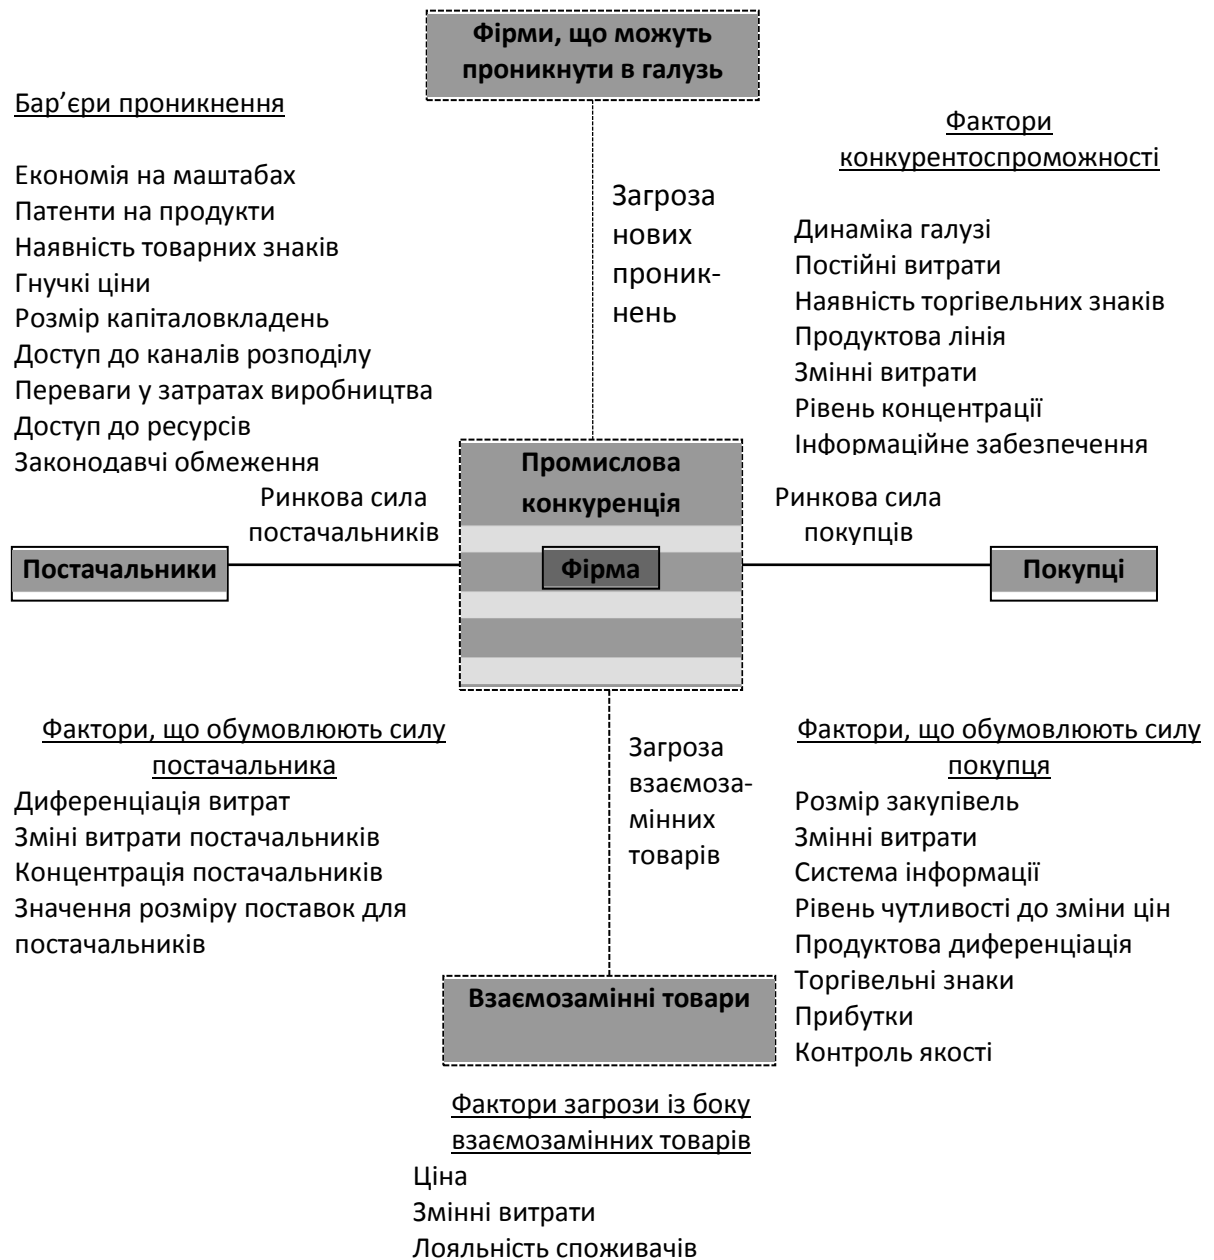 Фірми, що можуть
проникнути в галузь
Бар’єри проникнення
Економія на маштабах
Патенти на продукти
Наявність товарних знаків
Гнучкі ціни
Розмір капіталовкладень
Доступ до каналів розподілу
Переваги у затратах виробництва
Доступ до ресурсів
Законодавчі обмеження
Загроза
нових
проник-
нень
Фактори
конкурентоспроможності
Динаміка галузі
Постійні витрати
Наявність торгівельних знаків
Продуктова лінія
Змінні витрати
Рівень концентрації
Інформаційне забезпечення
Ринкова сила
постачальників
Промислова
конкуренція
Ринкова сила
покупців
Постачальники
Фірма
Покупці
Фактори, що обумовлюють силу
постачальника
Диференціація витрат
Зміні витрати постачальників
Концентрація постачальників
Значення розміру поставок для
постачальників
Загроза
взаємоза-
мінних
товарів
Фактори, що обумовлюють силу
покупця
Розмір закупівель
Змінні витрати
Система інформації
Рівень чутливості до зміни цін
Продуктова диференціація
Торгівельні знаки
Прибутки
Контроль якості
Взаємозамінні товари
Фактори загрози із боку
взаємозамінних товарів
Ціна
Змінні витрати
Лояльність споживачів